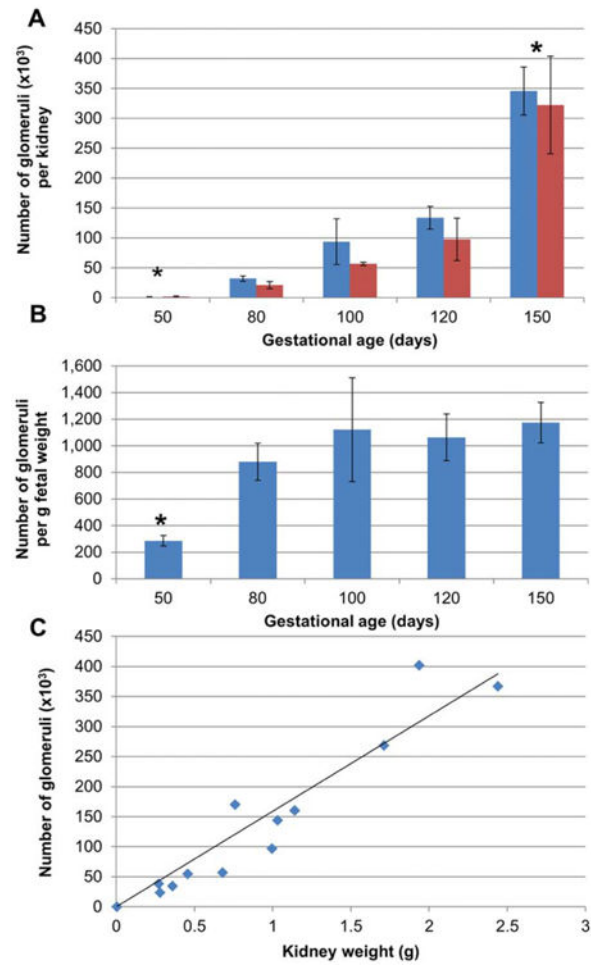 A
Number of glomeruli (x10³)
per kidney
450
400
350
300
250
200
150
100
50
0
*
*
50 80 100 120 150
Gestational age (days)
B
Number of glomeruli
per g fetal weight
1,600
1,400
1,200
1,000
800
600
400
200
0
*
50 80 100 120 150
Gestational age (days)
C
Number of glomeruli (x10³)
450
400
350
300
250
200
150
100
50
0
0 0.5 1 1.5 2 2.5 3
Kidney weight (g)